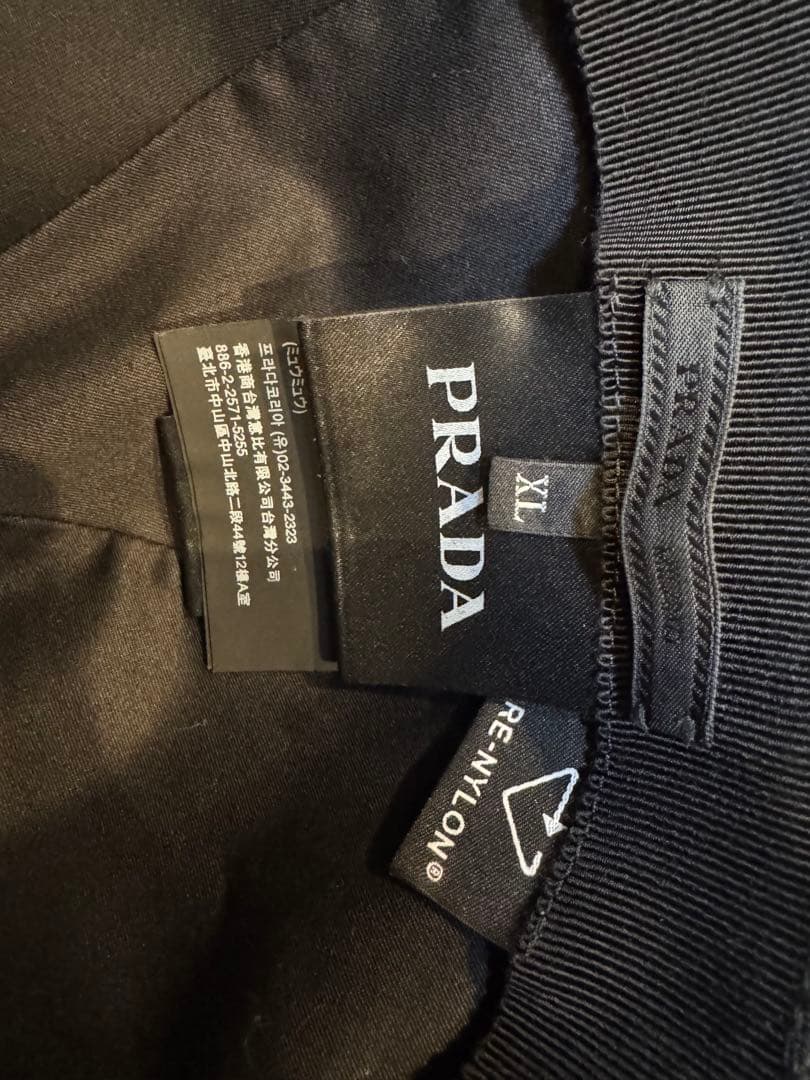 PRADA
XL
PRADA
RE-NYLON®
(ミュウミュウ)
프라다코리아 (유)02-3443-2323
香港商台灣意比有限公司台灣分公司
886-2-2571-5255
臺北市中山區中山北路二段44號12樓A室